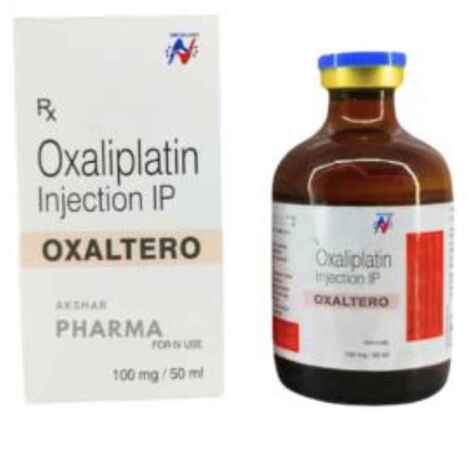 Rx
Oxaliplatin
Injection IP
OXALTERO
AKSHAR
PHARMA
FOR IV USE
100 mg / 50 ml
Oxaliplatin
Injection IP
OXALTERO
100 mg / 50 ml